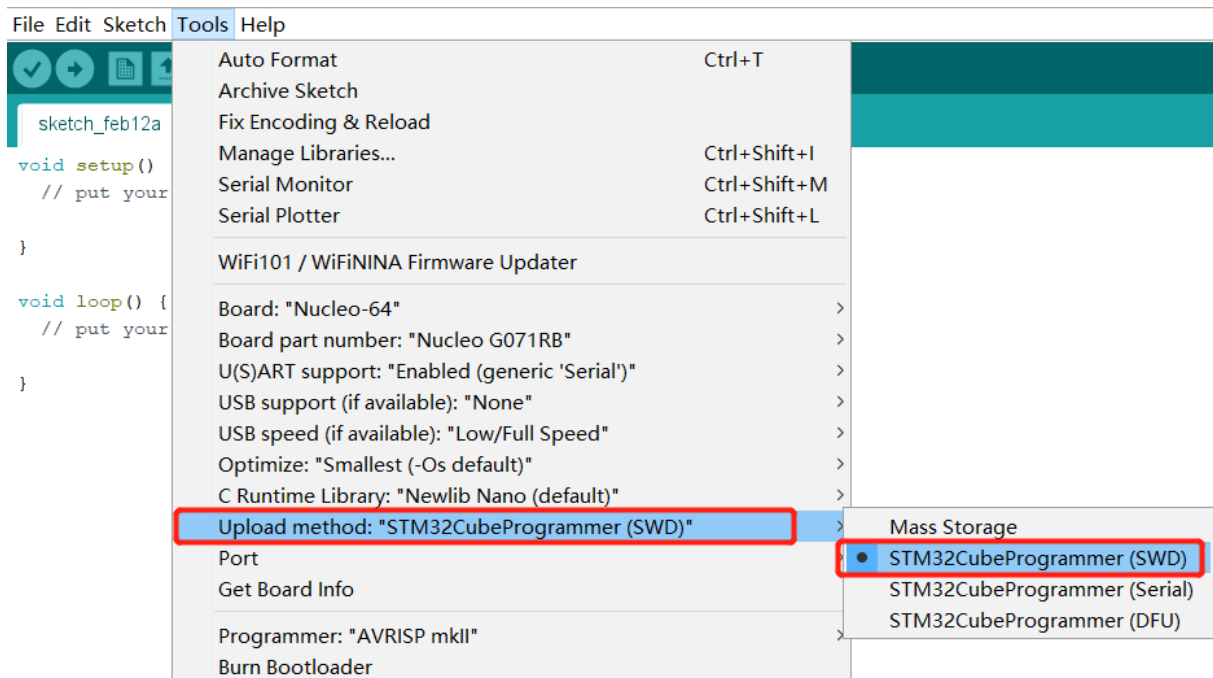 File Edit Sketch Tools Help
Auto Format Ctrl+T
Archive Sketch
sketch_feb12a
Fix Encoding & Reload
void setup()
Manage Libraries... Ctrl+Shift+I
// put your
Serial Monitor Ctrl+Shift+M
Serial Plotter Ctrl+Shift+L
}
WiFi101 / WiFiNINA Firmware Updater
void loop() {
Board: "Nucleo-64"
// put your
Board part number: "Nucleo G071RB"
U(S)ART support: "Enabled (generic 'Serial')"
}
USB support (if available): "None"
USB speed (if available): "Low/Full Speed"
Optimize: "Smallest (-Os default)"
C Runtime Library: "Newlib Nano (default)"
Upload method: "STM32CubeProgrammer (SWD)"
Mass Storage
Port
STM32CubeProgrammer (SWD)
Get Board Info
STM32CubeProgrammer (Serial)
STM32CubeProgrammer (DFU)
Programmer: "AVRISP mkII"
Burn Bootloader